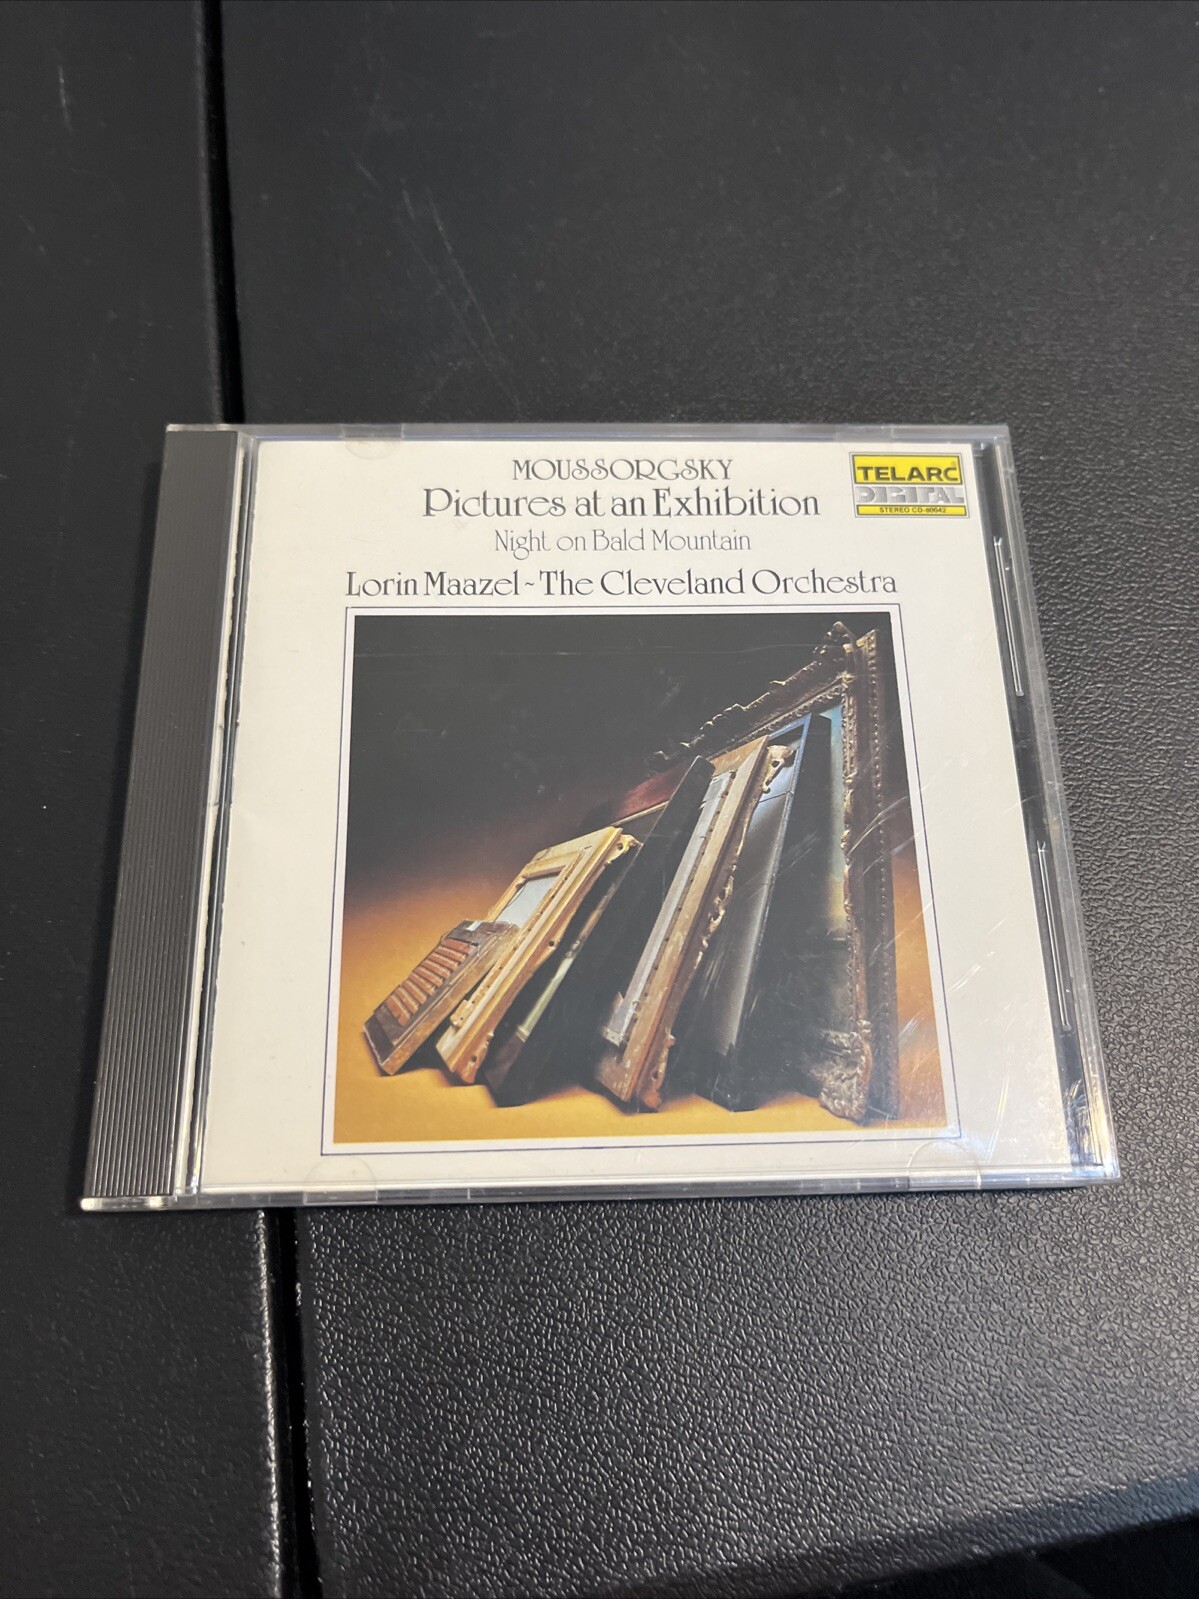 MOUSSORGSKY
Pictures at an Exhibition
Night on Bald Mountain
Lorin Maazel ~ The Cleveland Orchestra
TELARC®
DIGITAL
STEREO CD-80042